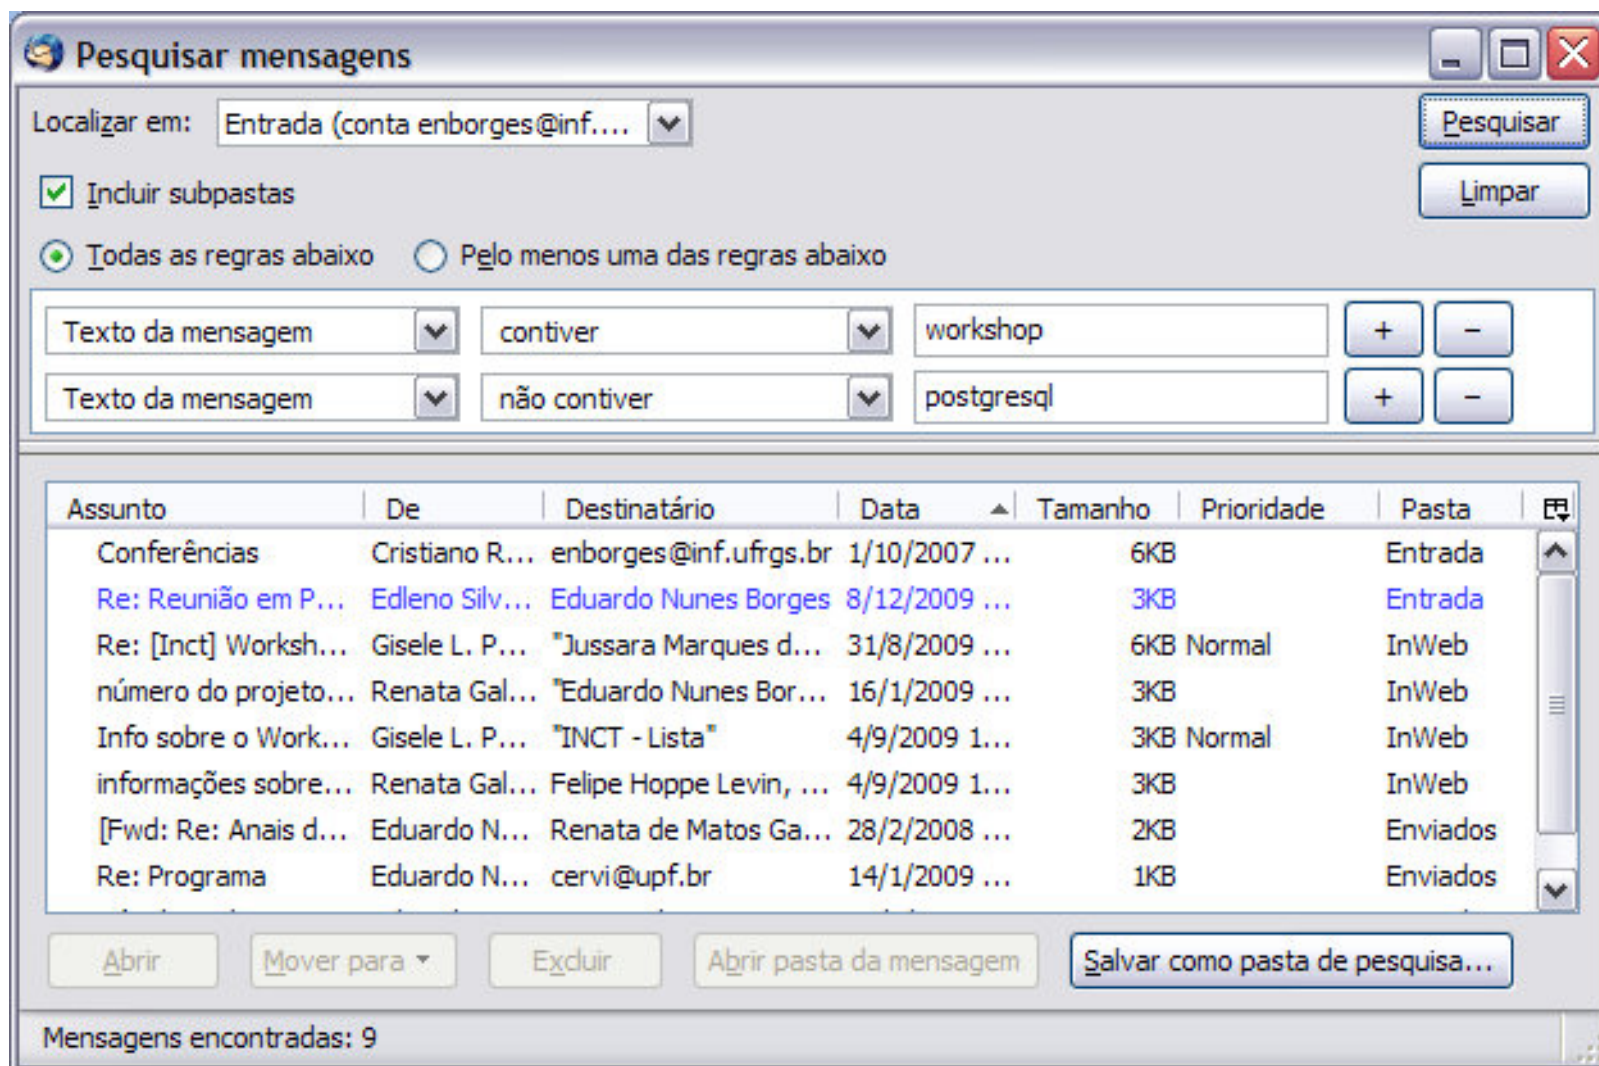 Pesquisar mensagens
Localizar em: Entrada (conta enborges@inf.... Pesquisar
Incluir subpastas Limpar
Todas as regras abaixo Pelo menos uma das regras abaixo
Texto da mensagem contiver workshop + -
Texto da mensagem não contiver postgresql + -
Assunto De Destinatário Data Tamanho Prioridade Pasta
Conferências Cristiano R... enborges@inf.ufrgs.br 1/10/2007 ... 6KB Entrada
Re: Reunião em P... Edleno Silv... Eduardo Nunes Borges 8/12/2009 ... 3KB Entrada
Re: [Inct] Worksh... Gisele L. P... "Jussara Marques d... 31/8/2009 ... 6KB Normal InWeb
número do projeto... Renata Gal... "Eduardo Nunes Bor... 16/1/2009 ... 3KB InWeb
Info sobre o Work... Gisele L. P... "INCT - Lista" 4/9/2009 1... 3KB Normal InWeb
informações sobre... Renata Gal... Felipe Hoppe Levin, ... 4/9/2009 1... 3KB InWeb
[Fwd: Re: Anais d... Eduardo N... Renata de Matos Ga... 28/2/2008 ... 2KB Enviados
Re: Programa Eduardo N... cervi@upf.br 14/1/2009 ... 1KB Enviados
Abrir Mover para Excluir Abrir pasta da mensagem Salvar como pasta de pesquisa...
Mensagens encontradas: 9